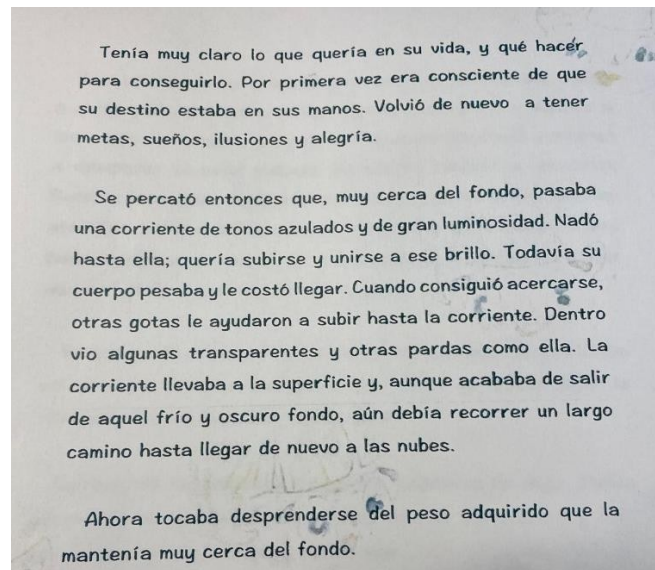 Tenía muy claro lo que quería en su vida, y qué hacer
para conseguirlo. Por primera vez era consciente de que
su destino estaba en sus manos. Volvió de nuevo a tener
metas, sueños, ilusiones y alegría.
Se percató entonces que, muy cerca del fondo, pasaba
una corriente de tonos azulados y de gran luminosidad. Nadó
hasta ella; quería subirse y unirse a ese brillo. Todavía su
cuerpo pesaba y le costó llegar. Cuando consiguió acercarse,
otras gotas le ayudaron a subir hasta la corriente. Dentro
vio algunas transparentes y otras pardas como ella. La
corriente llevaba a la superficie y, aunque acababa de salir
de aquel frío y oscuro fondo, aún debía recorrer un largo
camino hasta llegar de nuevo a las nubes.
Ahora tocaba desprenderse del peso adquirido que la
mantenía muy cerca del fondo.